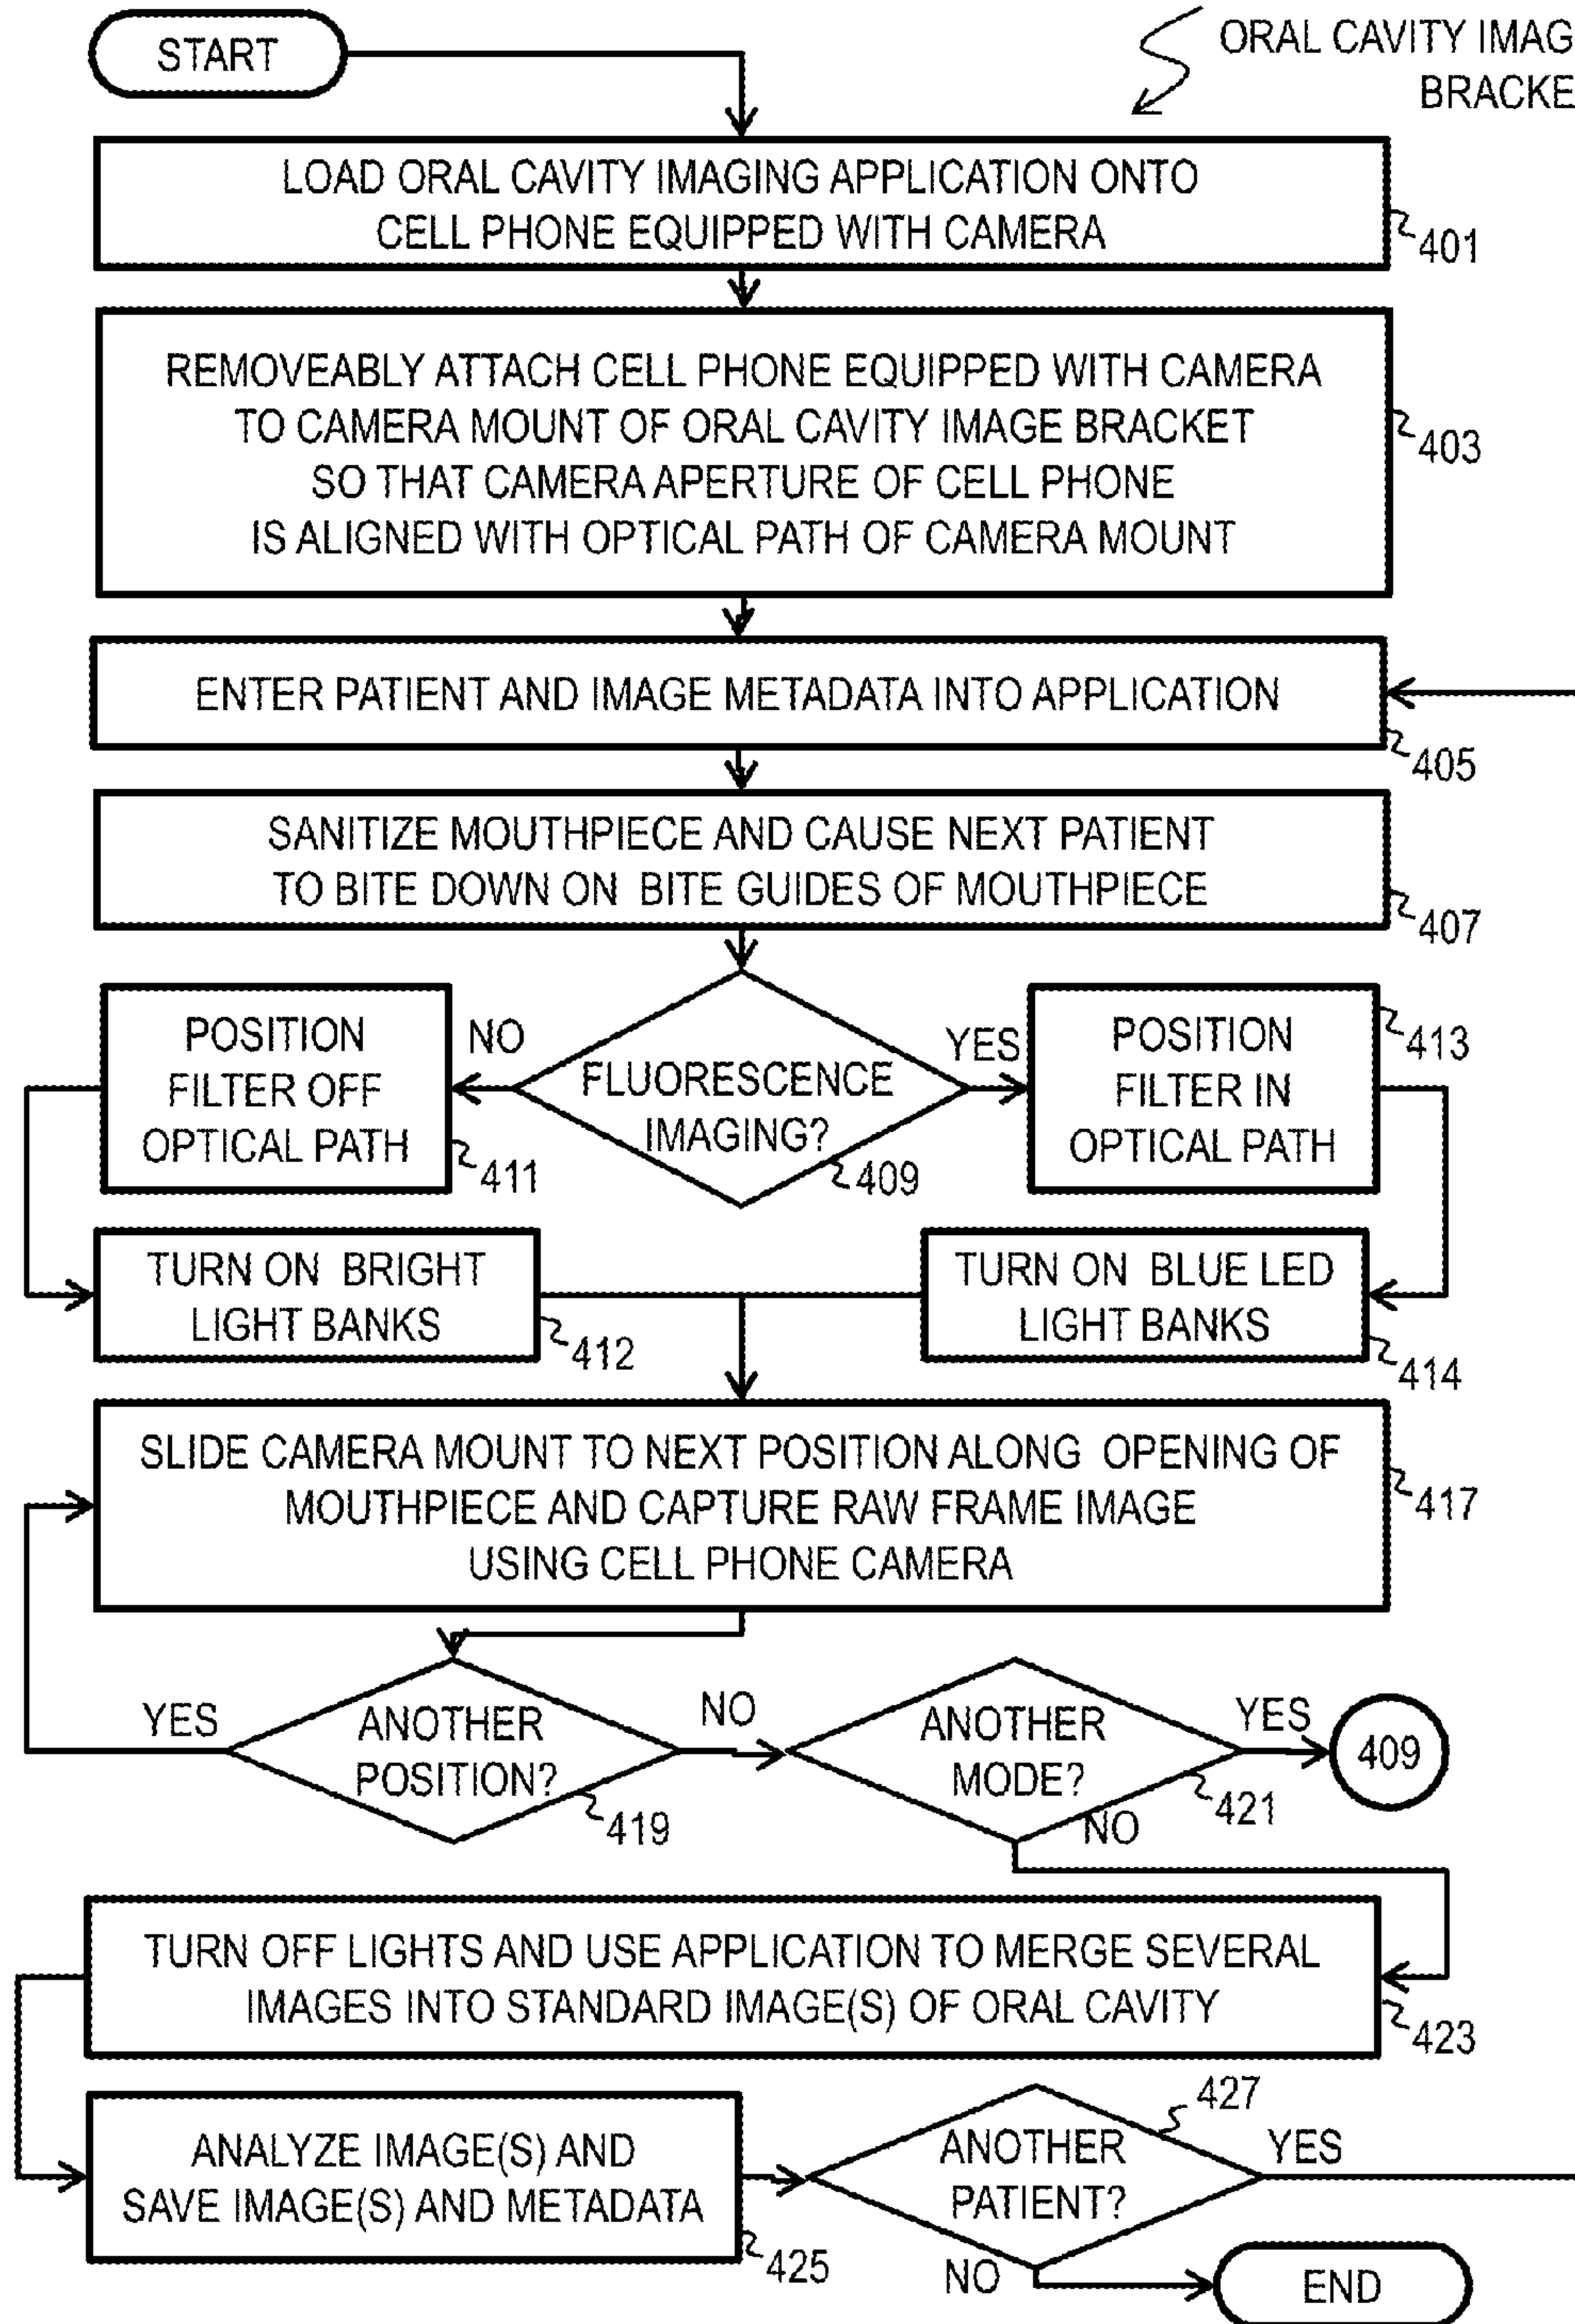 START
ORAL CAVITY IMAG
BRACKE
LOAD ORAL CAVITY IMAGING APPLICATION ONTO
CELL PHONE EQUIPPED WITH CAMERA
401
REMOVEABLY ATTACH CELL PHONE EQUIPPED WITH CAMERA
TO CAMERA MOUNT OF ORAL CAVITY IMAGE BRACKET
SO THAT CAMERA APERTURE OF CELL PHONE
IS ALIGNED WITH OPTICAL PATH OF CAMERA MOUNT
403
ENTER PATIENT AND IMAGE METADATA INTO APPLICATION
405
SANITIZE MOUTHPIECE AND CAUSE NEXT PATIENT
TO BITE DOWN ON BITE GUIDES OF MOUTHPIECE
407
POSITION
FILTER OFF
OPTICAL PATH
411
NO
FLUORESCENCE
IMAGING?
409
YES
POSITION
FILTER IN
OPTICAL PATH
413
TURN ON BRIGHT
LIGHT BANKS
412
TURN ON BLUE LED
LIGHT BANKS
414
SLIDE CAMERA MOUNT TO NEXT POSITION ALONG OPENING OF
MOUTHPIECE AND CAPTURE RAW FRAME IMAGE
USING CELL PHONE CAMERA
417
YES
ANOTHER
POSITION?
419
NO
ANOTHER
MODE?
421
YES
409
NO
TURN OFF LIGHTS AND USE APPLICATION TO MERGE SEVERAL
IMAGES INTO STANDARD IMAGE(S) OF ORAL CAVITY
423
ANALYZE IMAGE(S) AND
SAVE IMAGE(S) AND METADATA
425
427
ANOTHER
PATIENT?
YES
NO
END